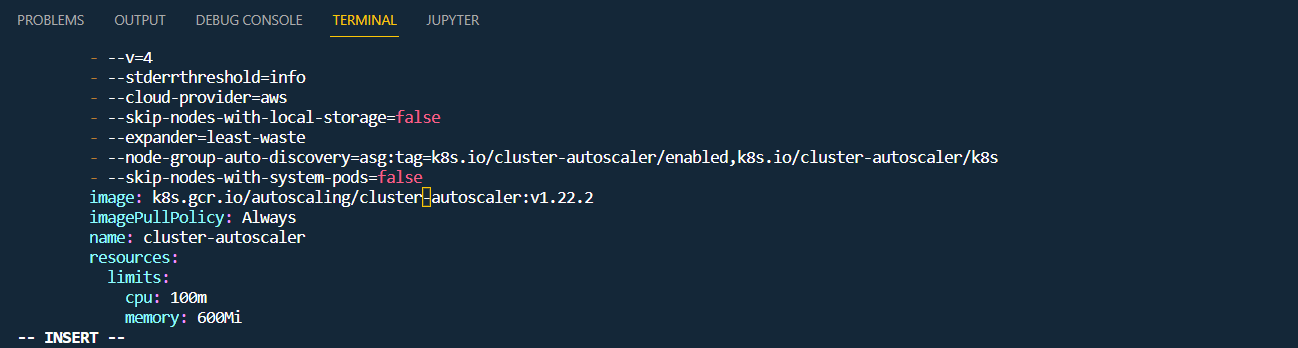 PROBLEMS OUTPUT DEBUG CONSOLE TERMINAL JUPYTER
- --v=4
- --stderrthreshold=info
- --cloud-provider=aws
- --skip-nodes-with-local-storage=false
- --expander=least-waste
- --node-group-auto-discovery=asg:tag=k8s.io/cluster-autoscaler/enabled,k8s.io/cluster-autoscaler/k8s
- --skip-nodes-with-system-pods=false
image: k8s.gcr.io/autoscaling/cluster-autoscaler:v1.22.2
imagePullPolicy: Always
name: cluster-autoscaler
resources:
limits:
cpu: 100m
memory: 600Mi
-- INSERT --